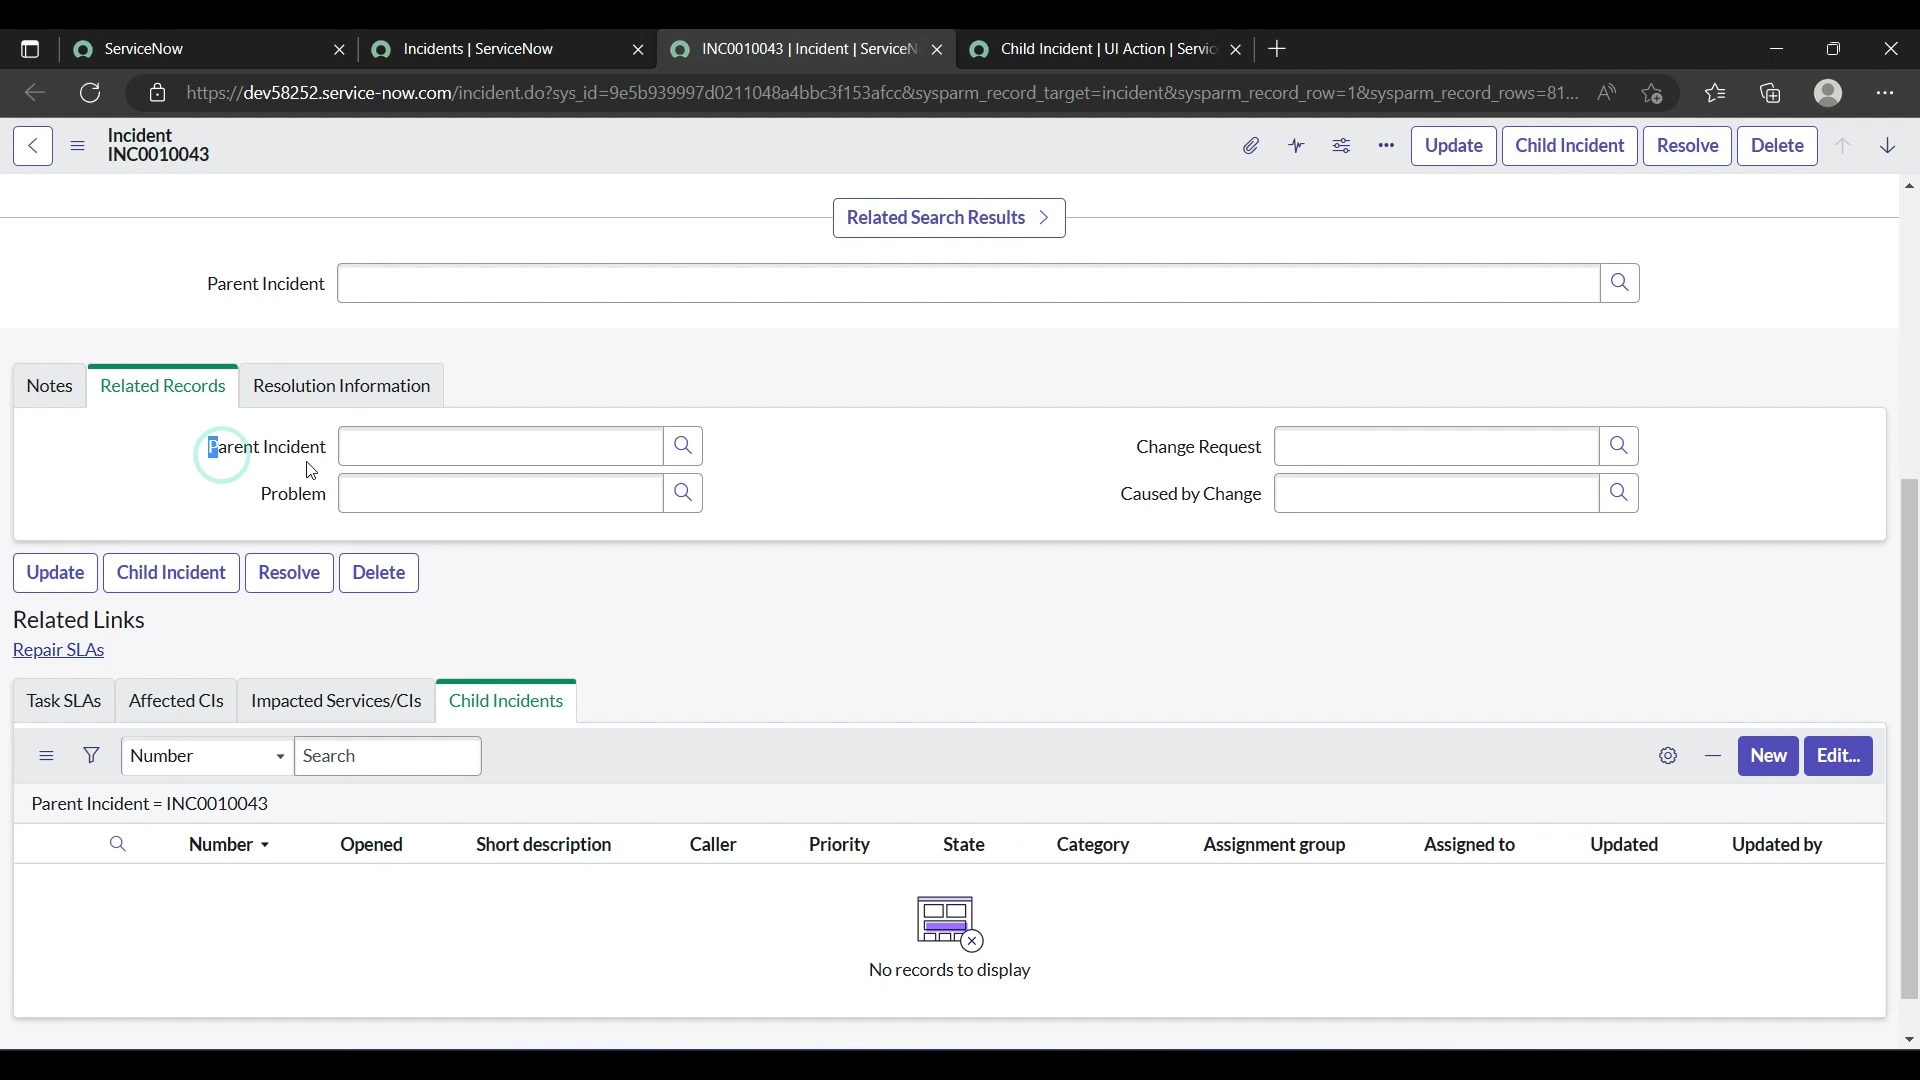 ServiceNow
Incidents | ServiceNow
INC0010043 | Incident | ServiceN
Child Incident | UI Action | Servic
https://dev58252.service-now.com/incident.do?sys_id=9e5b939997d0211048a4bbc3f153afcc&sysparm_record_target=incident&sysparm_record_row=1&sysparm_record_rows=81...
Incident
INC0010043
Update
Child Incident
Resolve
Delete
Related Search Results
Parent Incident
Notes
Related Records
Resolution Information
Parent Incident
Change Request
Problem
Caused by Change
Update
Child Incident
Resolve
Delete
Related Links
Repair SLAs
Task SLAs
Affected CIs
Impacted Services/CIs
Child Incidents
Number
Search
New
Edit...
Parent Incident = INC0010043
Number
Opened
Short description
Caller
Priority
State
Category
Assignment group
Assigned to
Updated
Updated by
No records to display